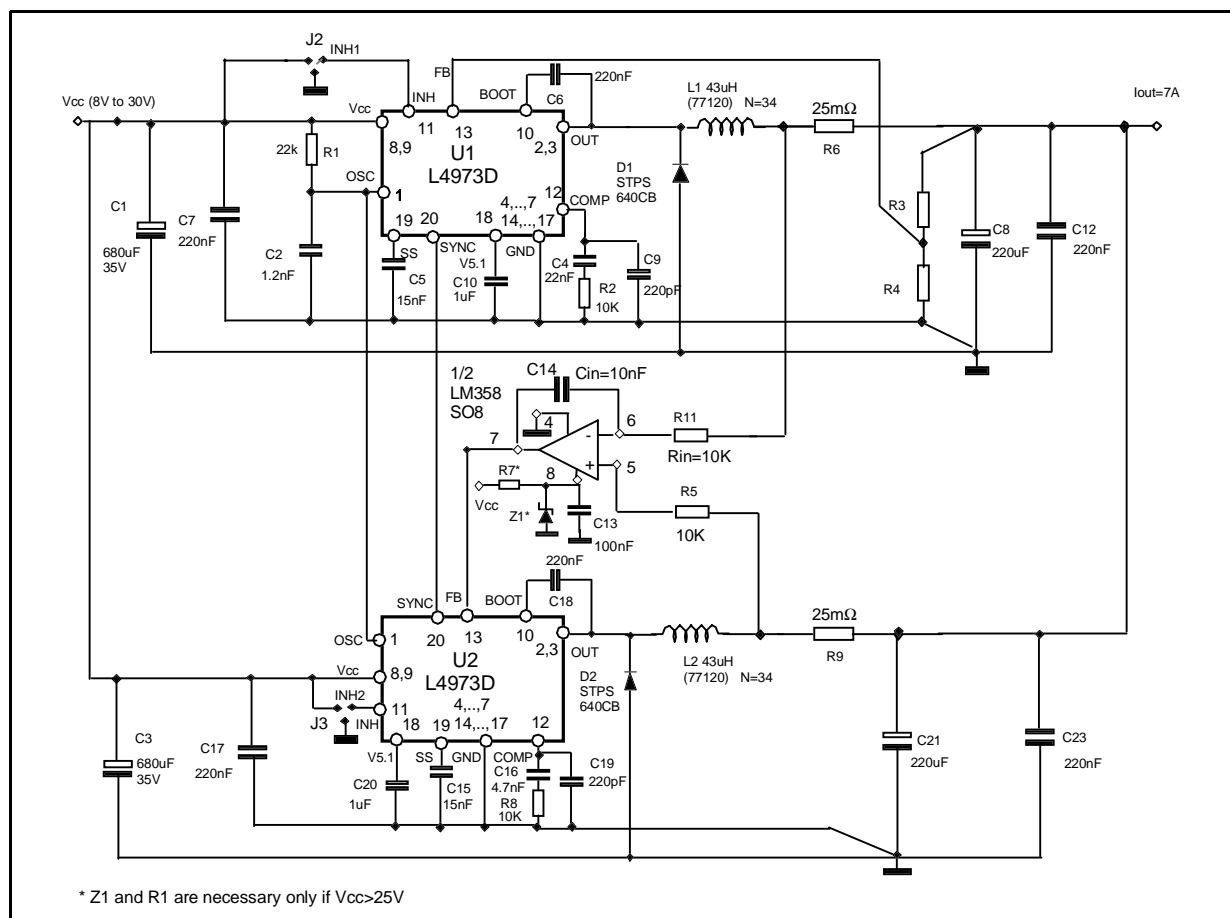 J2
INH1
Vcc (8V to 30V)
FB
BOOT
220nF
C6
L1 43uH
(77120) N=34
25mΩ
R6
Iout=7A
Vcc
INH
11
13
10
8,9
2,3
OUT
22k
R1
U1
L4973D
OSC
1
12
COMP
4,..,7
14,..,17
19
20
18
SS
SYNC
GND
V5.1
D1
STPS
640CB
R3
R4
C1
680uF
35V
C7
220nF
C2
1.2nF
C5
15nF
C10
1uF
C4
22nF
R2
10K
C9
220pF
C8
220uF
C12
220nF
1/2
LM358
SO8
C14
Cin=10nF
4
6
7
-
+
5
8
R11
Rin=10K
R7*
Vcc
Z1*
C13
100nF
R5
10K
220nF
C18
SYNC
FB
BOOT
OSC
1
20
13
10
2,3
OUT
Vcc
8,9
U2
L4973D
INH2
J3
INH
11
4,..,7
14,..,17
18
19
12
V5.1
SS
GND
COMP
L2 43uH
(77120) N=34
25mΩ
R9
D2
STPS
640CB
C3
680uF
35V
C17
220nF
C20
1uF
C15
15nF
C16
4.7nF
R8
10K
C19
220pF
C21
220uF
C23
220nF
* Z1 and R1 are necessary only if Vcc>25V